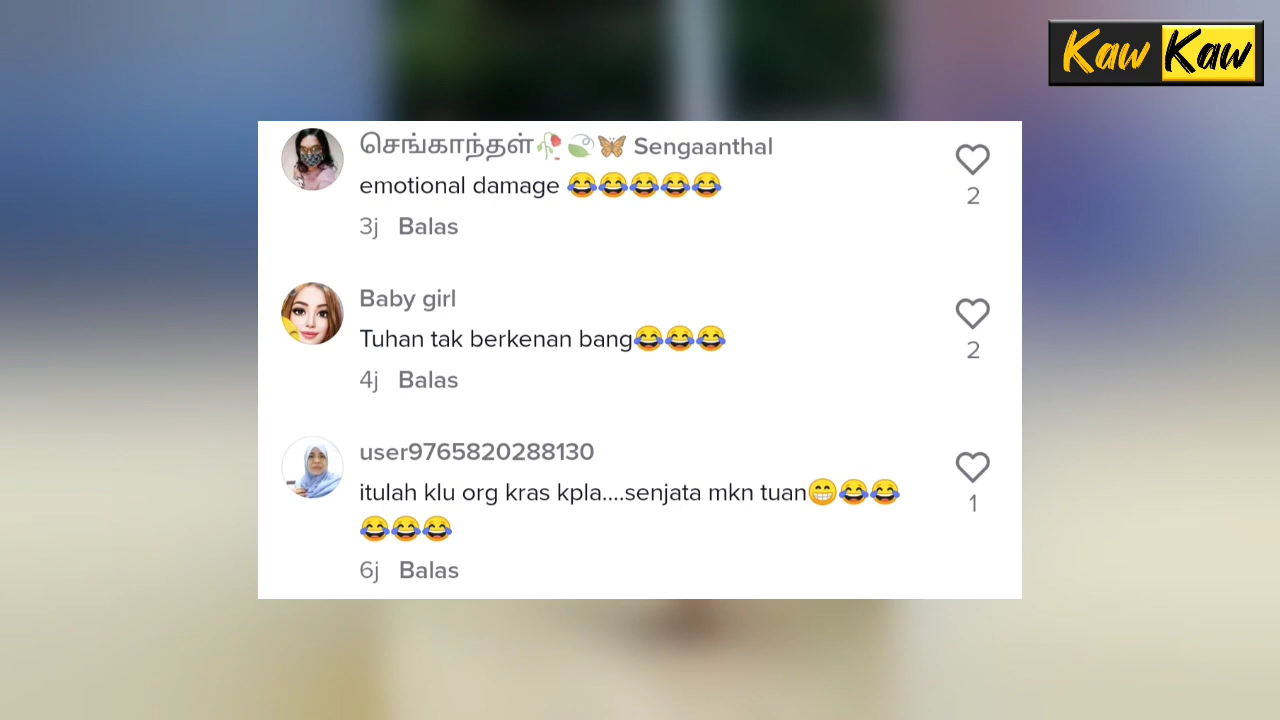 Kaw Kaw
செங்காந்தள்🥀🍃🦋 Sengaanthal
emotional damage 😂😂😂😂😂
2
3j Balas
Baby girl
Tuhan tak berkenan bang😂😂😂
2
4j Balas
user9765820288130
itulah klu org kras kpla....senjata mkn tuan😁😂😂
😂😂😂
1
6j Balas